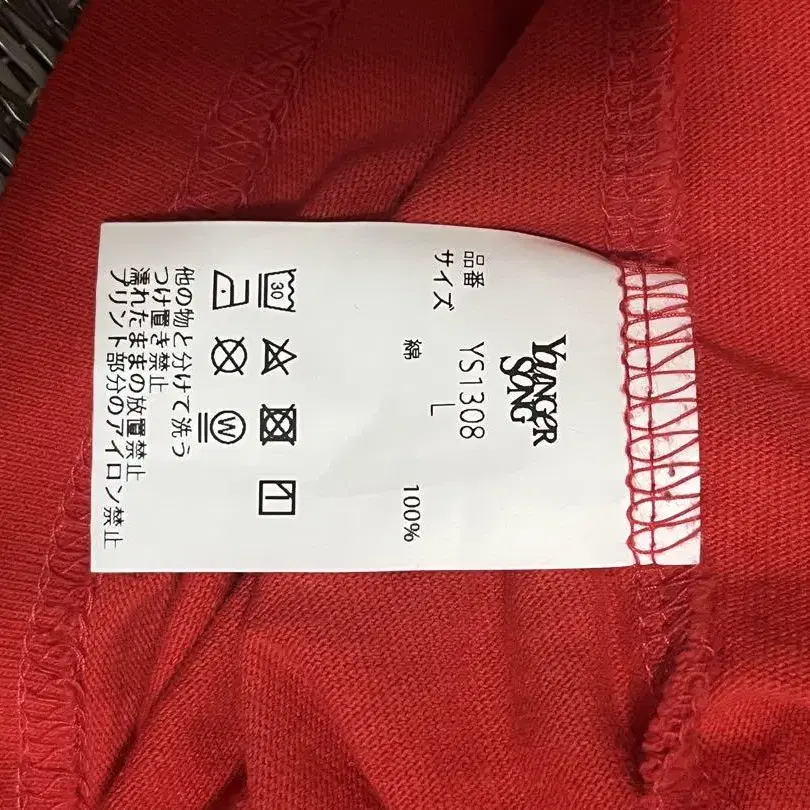 YOUNGER
SONG
品番 YS1308
サイズ L
綿 100%
30
W
他の物と分けて洗う
つけ置き禁止
濡れたままの放置禁止
プリント部分のアイロン禁止